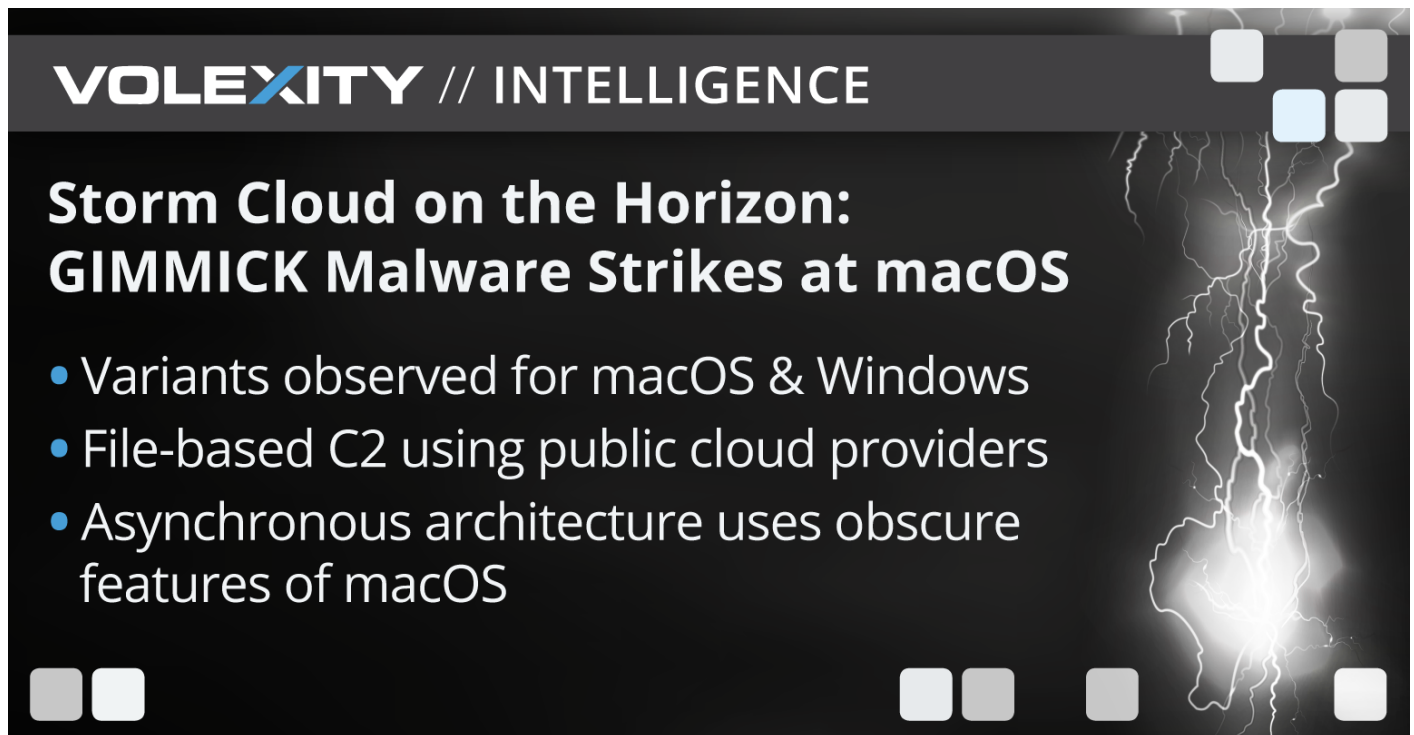 VOLEXITY // INTELLIGENCE
Storm Cloud on the Horizon:
GIMMICK Malware Strikes at macOS
• Variants observed for macOS & Windows
• File-based C2 using public cloud providers
• Asynchronous architecture uses obscure
features of macOS